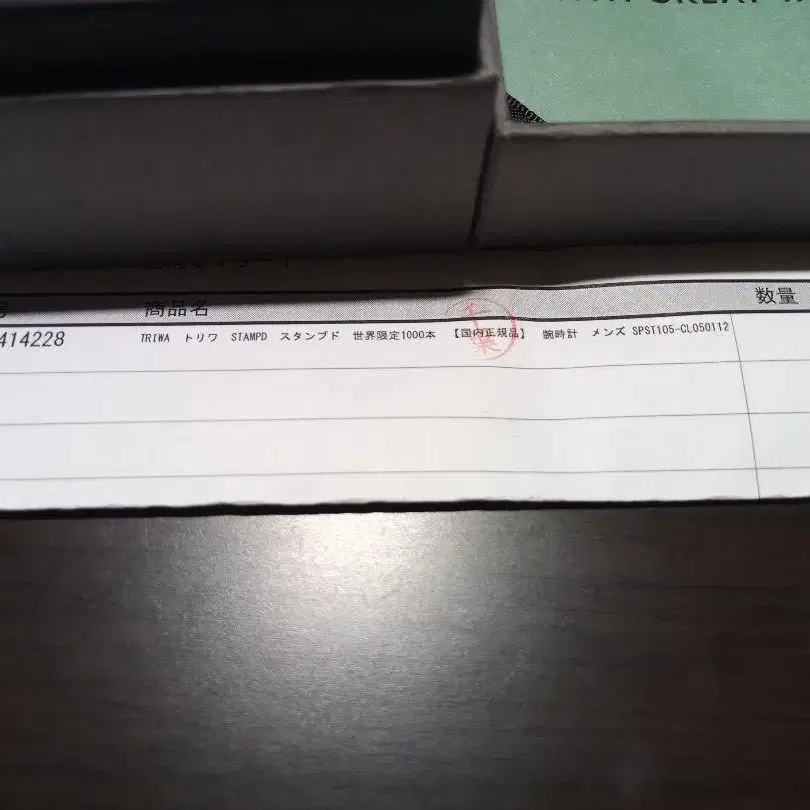 商品名
数量
414228 TRIWA トリワ STAMPD スタンプド 世界限定1000本 【国内正規品】 腕時計 メンズ SPST105-CL050112